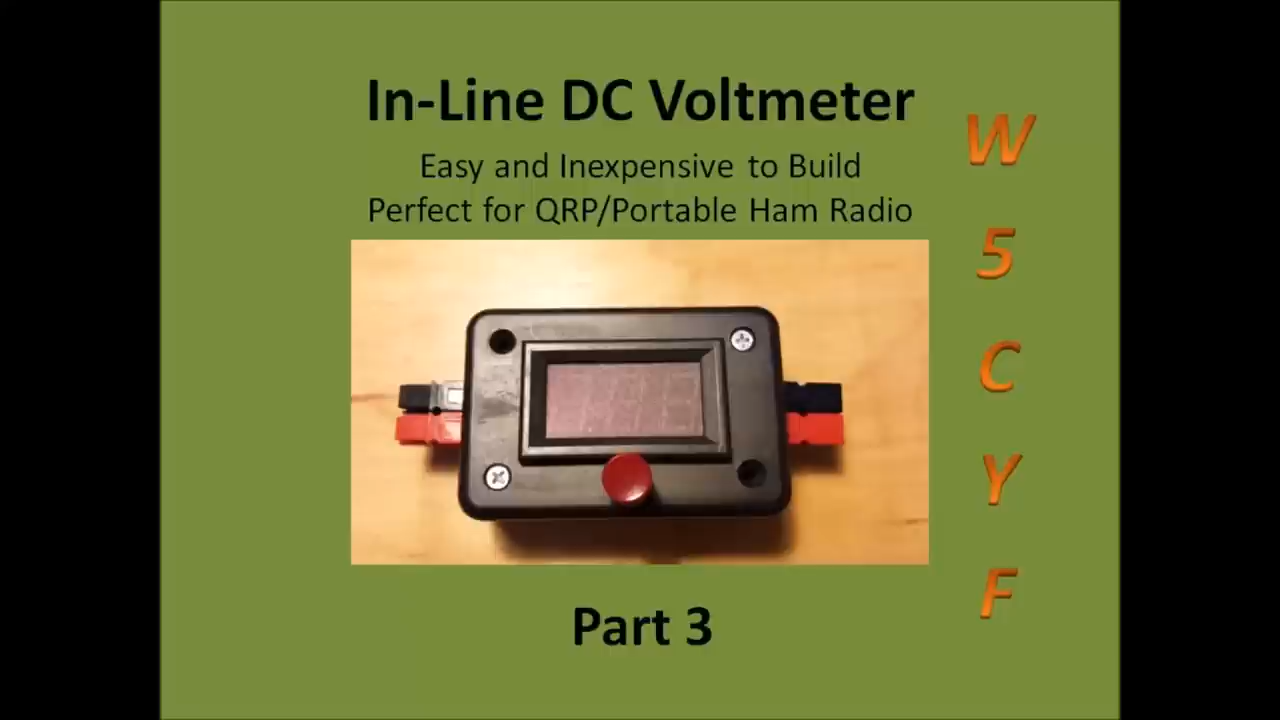 In-Line DC Voltmeter
Easy and Inexpensive to Build
Perfect for QRP/Portable Ham Radio
W
5
C
Y
F
Part 3